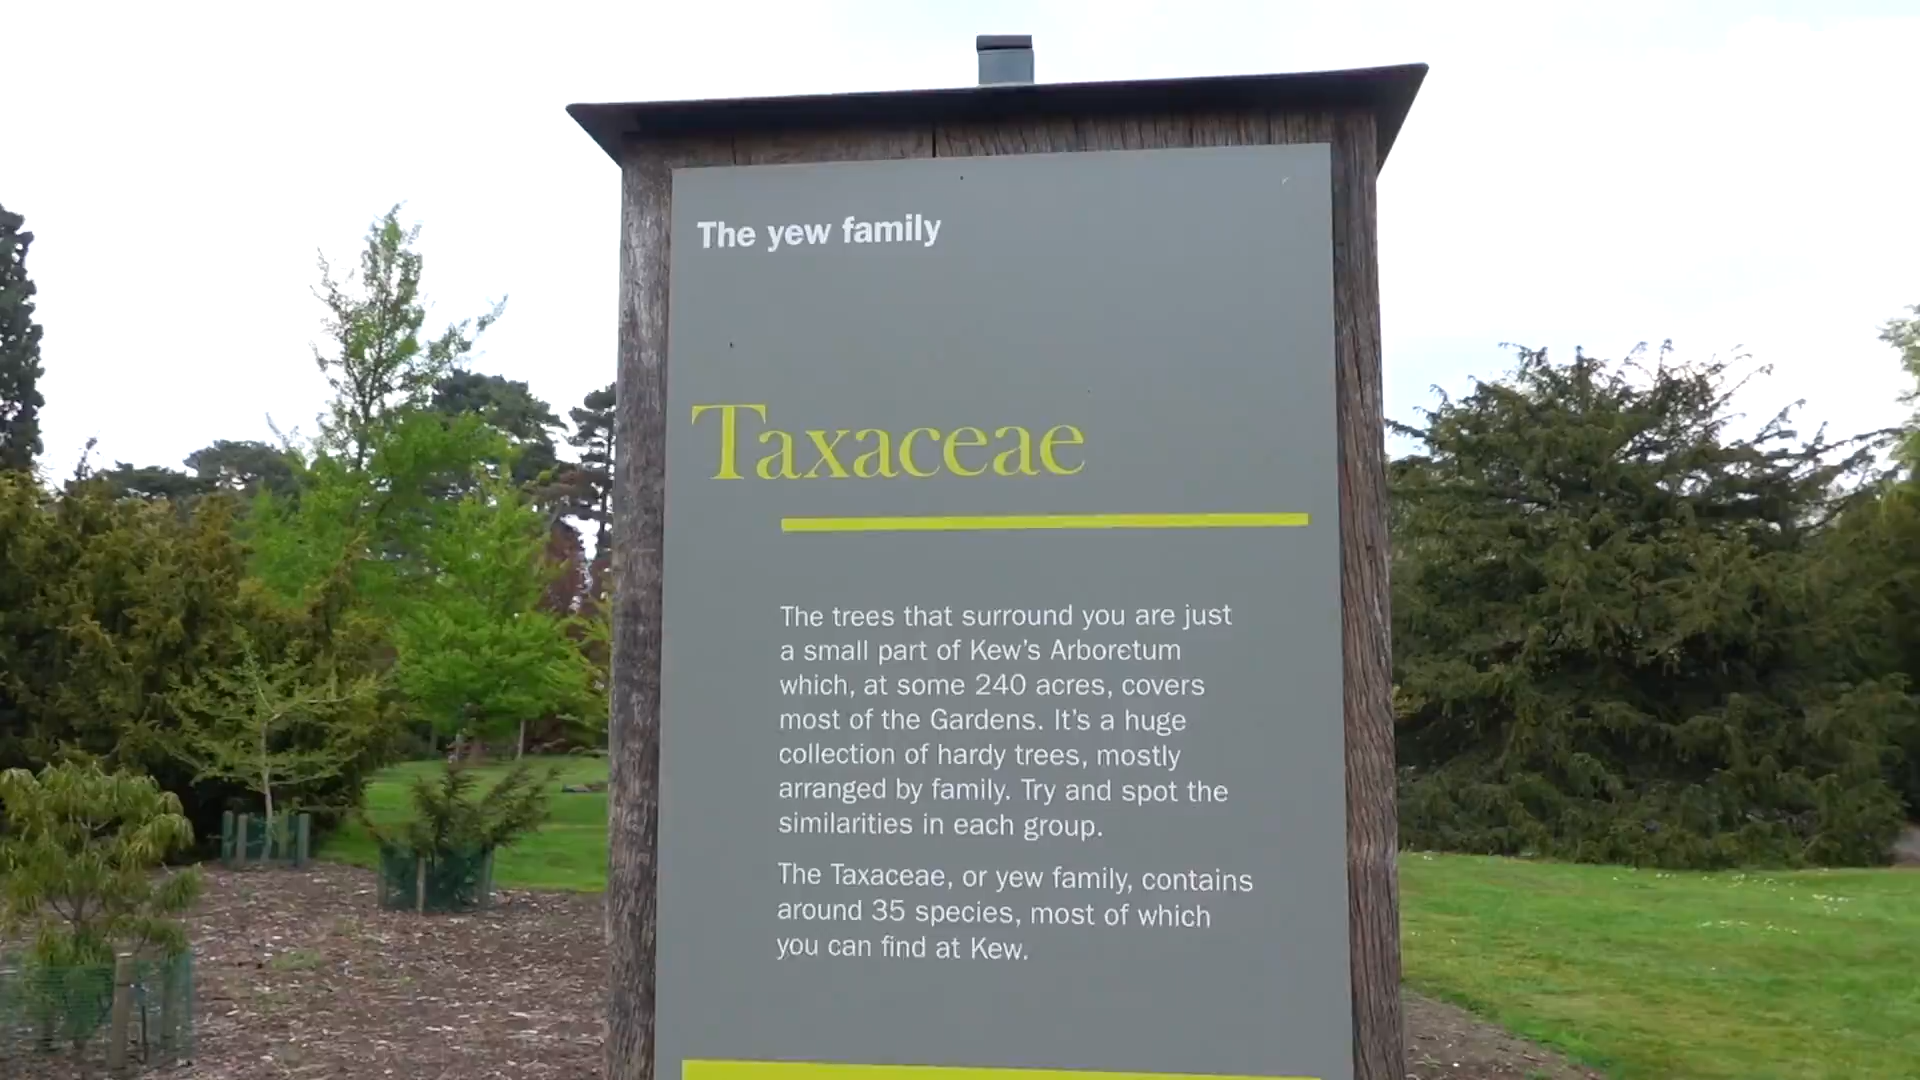 The yew family
Taxaceae
The trees that surround you are just
a small part of Kew's Arboretum
which, at some 240 acres, covers
most of the Gardens. It's a huge
collection of hardy trees, mostly
arranged by family. Try and spot the
similarities in each group.
The Taxaceae, or yew family, contains
around 35 species, most of which
you can find at Kew.